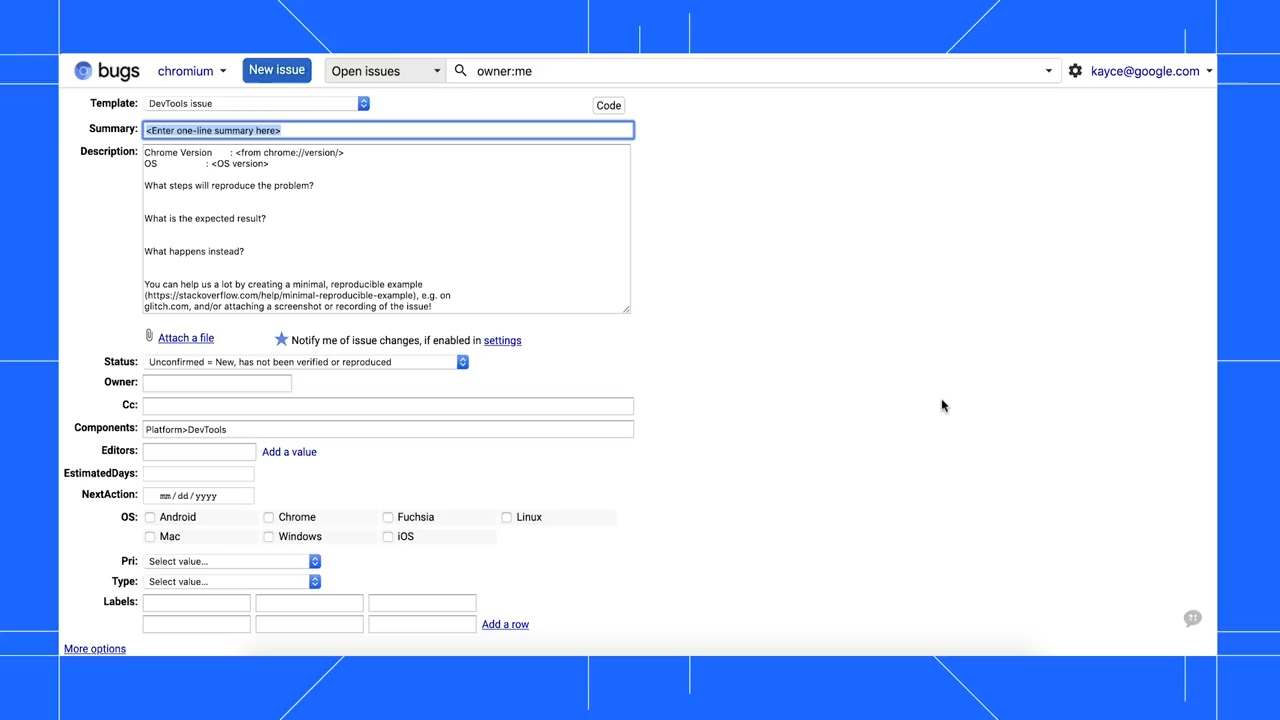 bugs chromium New issue Open issues owner:me kayce@google.com
Template: DevTools issue Code
Summary: <Enter one-line summary here>
Description: Chrome Version : <from chrome://version/>
OS : <OS version>
What steps will reproduce the problem?
What is the expected result?
What happens instead?
You can help us a lot by creating a minimal, reproducible example
(https://stackoverflow.com/help/minimal-reproducible-example), e.g. on
glitch.com, and/or attaching a screenshot or recording of the issue!
Attach a file Notify me of issue changes, if enabled in settings
Status: Unconfirmed = New, has not been verified or reproduced
Owner:
Cc:
Components: Platform>DevTools
Editors: Add a value
EstimatedDays:
NextAction: mm/dd/yyyy
OS: Android Chrome Fuchsia Linux
Mac Windows iOS
Pri: Select value...
Type: Select value...
Labels:
Add a row
More options